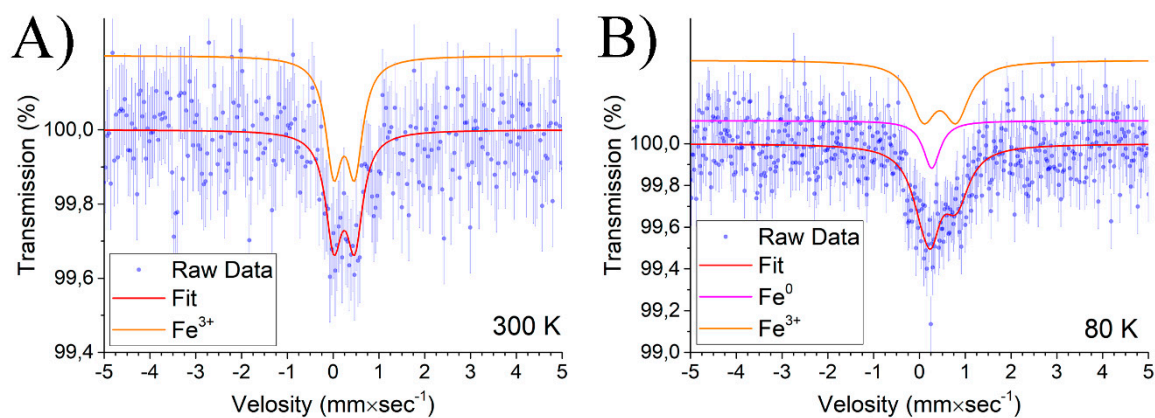 A)
Transmission (%)
100,0
99,8
99,6
99,4
-5 -4 -3 -2 -1 0 1 2 3 4 5
Velosity (mm×sec⁻¹)
Raw Data
Fit
Fe³⁺
300 K
B)
Transmission (%)
100,0
99,8
99,6
99,4
99,2
99,0
-5 -4 -3 -2 -1 0 1 2 3 4 5
Velosity (mm×sec⁻¹)
Raw Data
Fit
Fe⁰
Fe³⁺
80 K